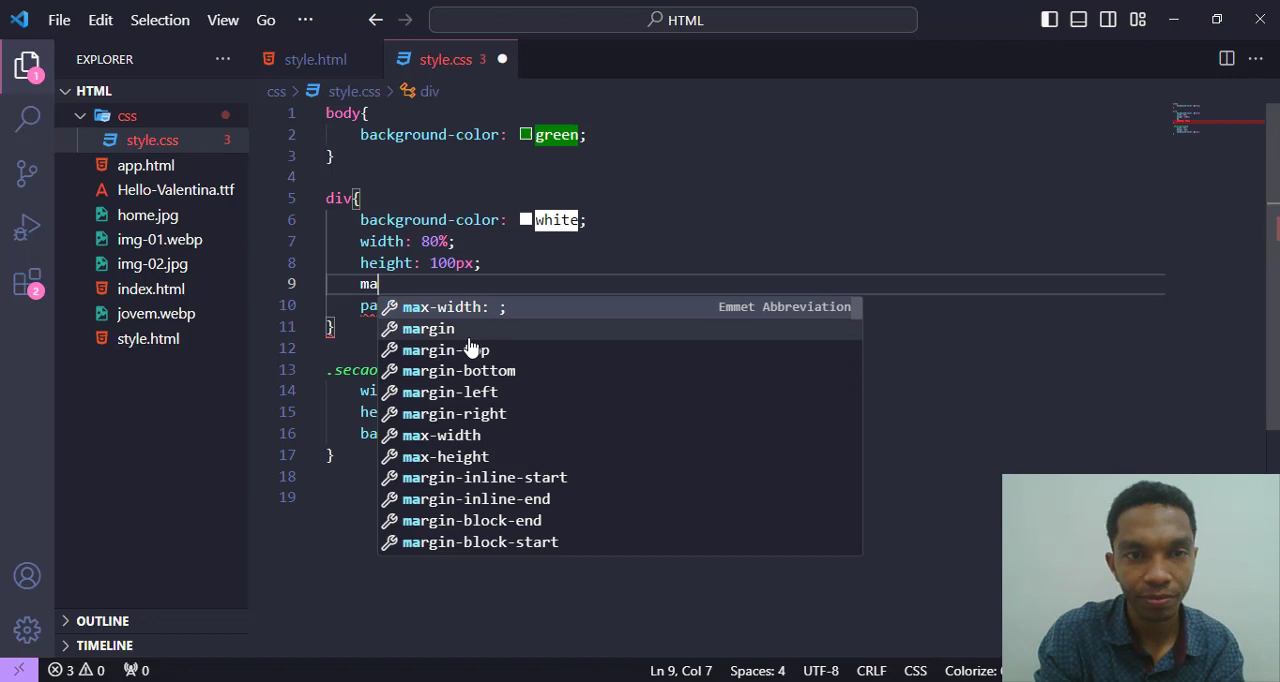 File Edit Selection View Go ··· HTML
EXPLORER ··· style.html style.css 3
HTML css > style.css > div
css
style.css 3
app.html
Hello-Valentina.ttf
home.jpg
img-01.webp
img-02.jpg
index.html
jovem.webp
style.html
1 body{
2 background-color: green;
3 }
4
5 div{
6 background-color: white;
7 width: 80%;
8 height: 100px;
9 ma
10 pa
11 }
12
13 .secao
14 wi
15 he
16 ba
17 }
18
19
max-width: ; Emmet Abbreviation
margin
margin-top
margin-bottom
margin-left
margin-right
max-width
max-height
margin-inline-start
margin-inline-end
margin-block-end
margin-block-start
1
2
OUTLINE
TIMELINE
3 0 0 Ln 9, Col 7 Spaces: 4 UTF-8 CRLF CSS Colorize: